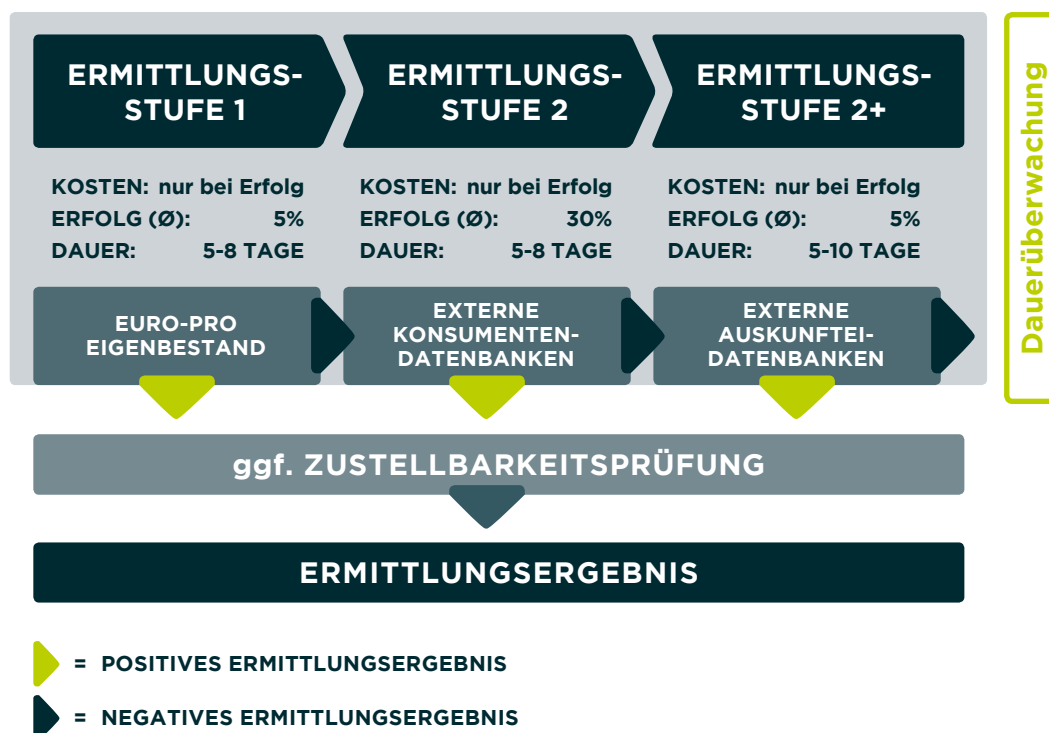 ERMITTLUNGS-
STUFE 1
KOSTEN: nur bei Erfolg
ERFOLG (Ø): 5%
DAUER: 5-8 TAGE
EURO-PRO
EIGENBESTAND
ERMITTLUNGS-
STUFE 2
KOSTEN: nur bei Erfolg
ERFOLG (Ø): 30%
DAUER: 5-8 TAGE
EXTERNE
KONSUMENTEN-
DATENBANKEN
ERMITTLUNGS-
STUFE 2+
KOSTEN: nur bei Erfolg
ERFOLG (Ø): 5%
DAUER: 5-10 TAGE
EXTERNE
AUSKUNFTEI-
DATENBANKEN
Dauerüberwachung
ggf. ZUSTELLBARKEITSPRÜFUNG
ERMITTLUNGSERGEBNIS
= POSITIVES ERMITTLUNGSERGEBNIS
= NEGATIVES ERMITTLUNGSERGEBNIS